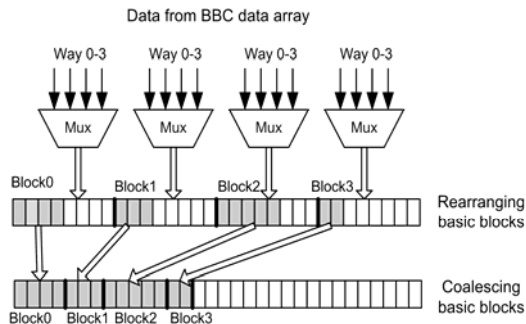 Data from BBC data array
Way 0-3 Way 0-3 Way 0-3 Way 0-3
Mux Mux Mux Mux
Block0 Block1 Block2 Block3
Rearranging
basic blocks
Coalescing
basic blocks
Block0 Block1 Block2 Block3